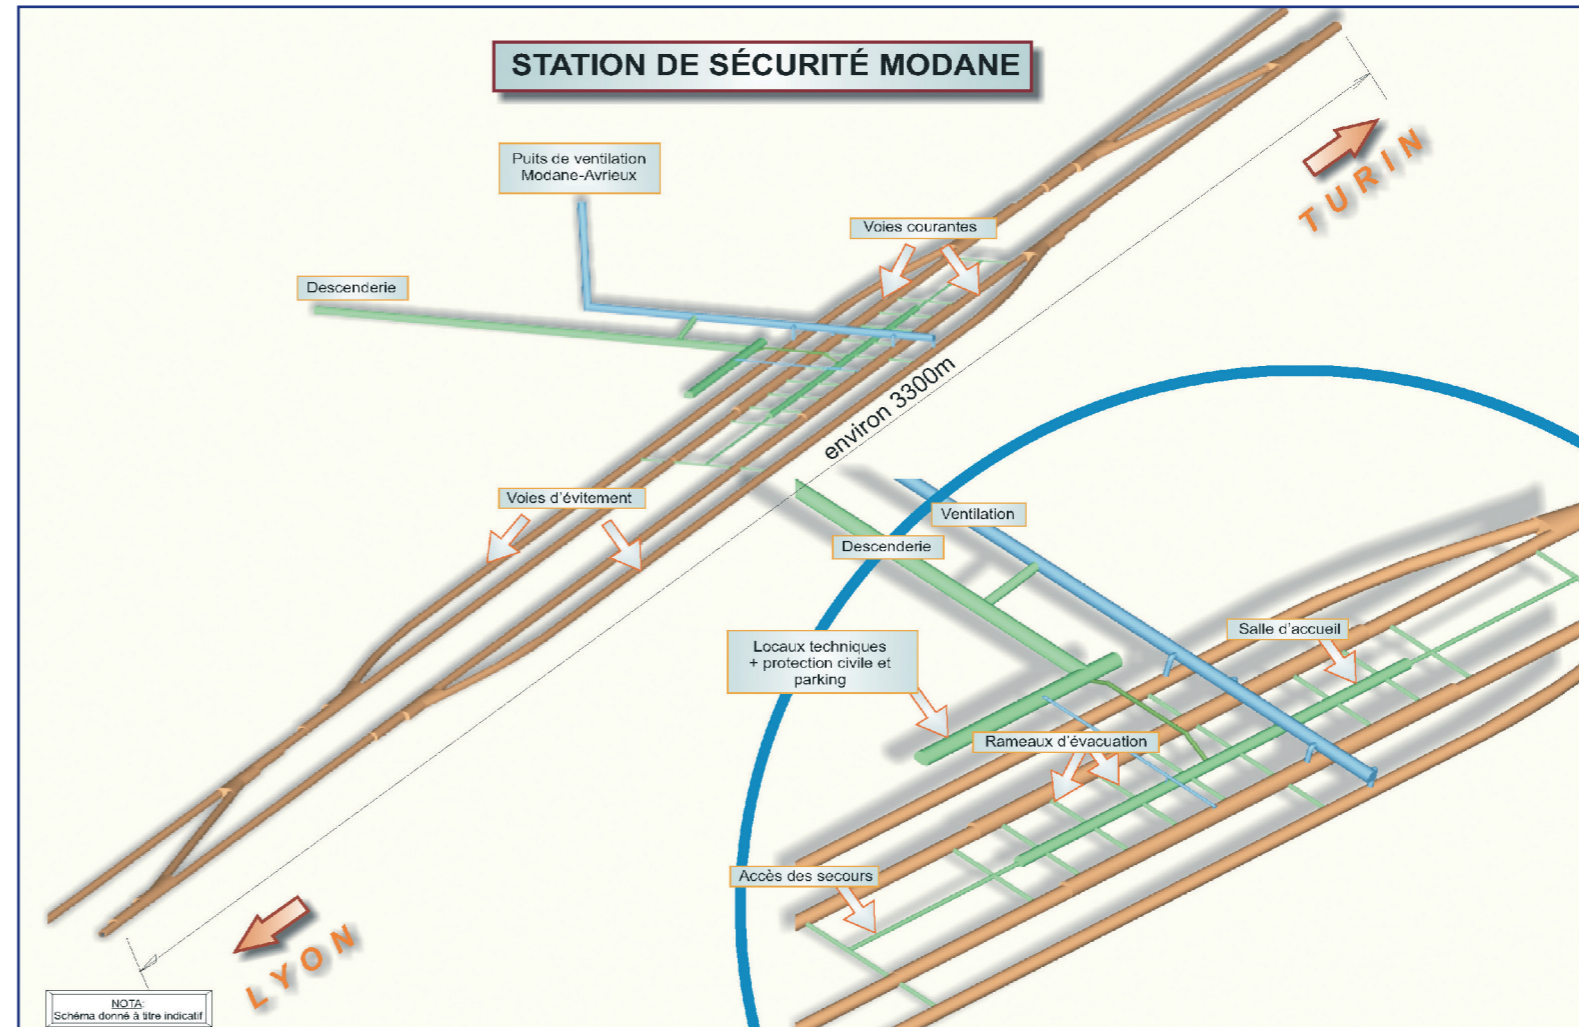 STATION DE SÉCURITÉ MODANE
Puits de ventilation
Modane-Avrieux
TURIN
Voies courantes
Descenderie
environ 3300m
Voies d'évitement
Ventilation
Descenderie
Salle d'accueil
Locaux techniques
+ protection civile et
parking
Rameaux d'évacuation
Accès des secours
LYON
NOTA:
Schéma donné à titre indicatif